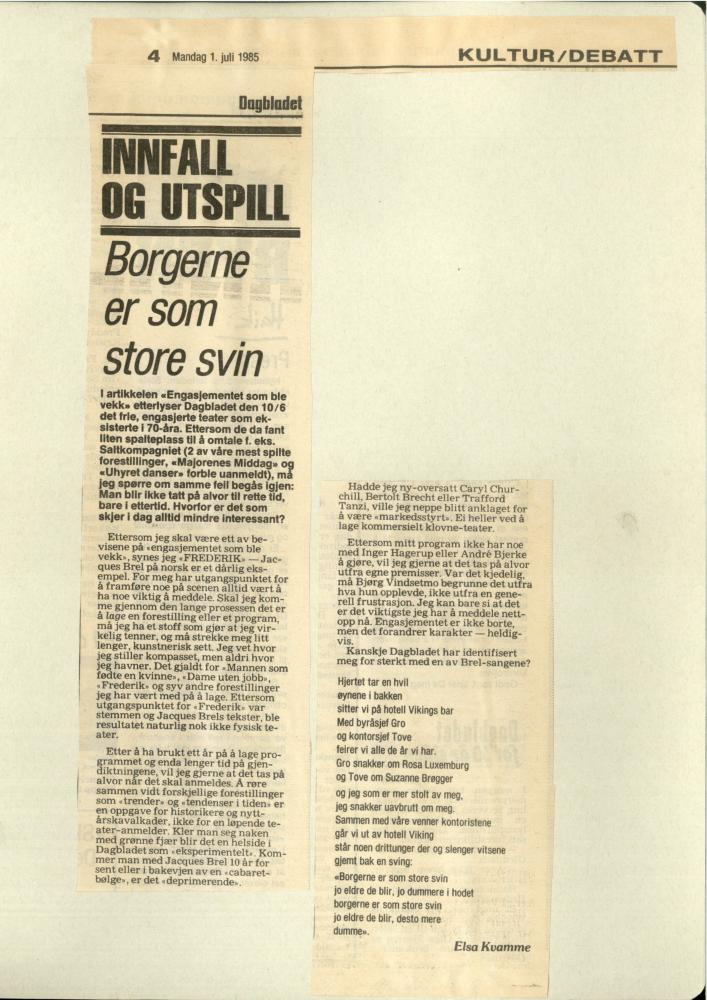 4 Mandag 1. juli 1985
KULTUR/DEBATT
Dagbladet
INNFALL
OG UTSPILL
Borgerne
er som
store svin
I artikkelen «Engasjementet som ble
vekk» etterlyser Dagbladet den 10/6
det frie, engasjerte teater som ek-
sisterte i 70-åra. Ettersom de da fant
liten spalteplass til å omtale f. eks.
Saltkompagniet (2 av våre mest spilte
forestillinger, «Majorenes Middag» og
«Uhyret danser» forble uanmeldt), må
jeg spørre om samme feil begås igjen:
Man blir ikke tatt på alvor til rette tid,
bare i ettertid. Hvorfor er det som
skjer i dag alltid mindre interessant?
Ettersom jeg skal være ett av be-
visene på «engasjementet som ble
vekk», synes jeg «FREDERIK» — Jac-
ques Brel på norsk er et dårlig eks-
empel. For meg har utgangspunktet for
å framføre noe på scenen alltid vært å
ha noe viktig å meddele. Skal jeg kom-
me gjennom den lange prosessen det er
å lage en forestilling eller et program,
må jeg ha et stoff som gjør at jeg vir-
kelig tenner, og må strekke meg litt
lenger, kunstnerisk sett. Jeg vet hvor
jeg stiller kompasset, men aldri hvor
jeg havner. Det gjaldt for «Mannen som
fødte en kvinne», «Dame uten jobb»,
«Frederik» og syv andre forestillinger
jeg har vært med på å lage. Ettersom
utgangspunktet for «Frederik» var
stemmen og Jacques Brels tekster, ble
resultatet naturlig nok ikke fysisk te-
ater.
Etter å ha brukt ett år på å lage pro-
grammet og enda lenger tid på gjen-
diktningene, vil jeg gjerne at det tas på
alvor når det skal anmeldes. Å røre
sammen vidt forskjellige forestillinger
som «trender» og «tendenser i tiden» er
en oppgave for historikere og nytt-
årskavalkader, ikke for en løpende te-
ater-anmelder. Kler man seg naken
med grønne fjær blir det en helside i
Dagbladet som «eksperimentelt». Kom-
mer man med Jacques Brel 10 år for
sent eller i bakevjen av en «cabaret-
bølge», er det «deprimerende».
Hadde jeg ny-oversatt Caryl Chur-
chill, Bertolt Brecht eller Trafford
Tanzi, ville jeg neppe blitt anklaget for
å være «markedsstyrt». Ei heller ved å
lage kommersielt klovne-teater.
Ettersom mitt program ikke har noe
med Inger Hagerup eller André Bjerke
å gjøre, vil jeg gjerne at det tas på alvor
utfra egne premisser. Var det kjedelig,
må Bjørg Vindsetmo begrunne det utfra
hva hun opplevde, ikke utfra en gene-
rell frustrasjon. Jeg kan bare si at det
er det viktigste jeg har å meddele nett-
opp nå. Engasjementet er ikke borte,
men det forandrer karakter — heldig-
vis.
Kanskje Dagbladet har identifisert
meg for sterkt med en av Brel-sangene?
Hjertet tar en hvil
øynene i bakken
sitter vi på hotell Vikings bar
Med byråsjef Gro
og kontorsjef Tove
feirer vi alle de år vi har.
Gro snakker om Rosa Luxemburg
og Tove om Suzanne Brøgger
og jeg som er mer stolt av meg,
jeg snakker uavbrutt om meg.
Sammen med våre venner kontoristene
går vi ut av hotell Viking
står noen drittunger der og slenger vitsene
gjemt bak en sving:
«Borgerne er som store svin
jo eldre de blir, jo dummere i hodet
borgerne er som store svin
jo eldre de blir, desto mere
dumme».
Elsa Kvamme